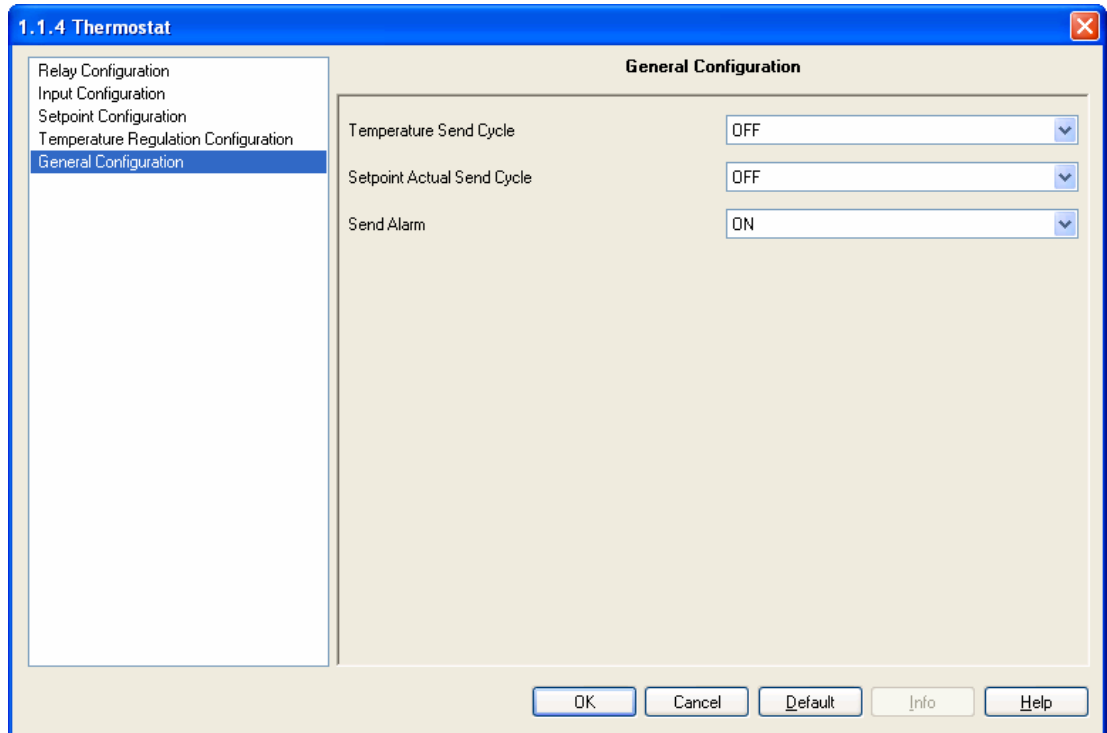 1.1.4 Thermostat
Relay Configuration
Input Configuration
Setpoint Configuration
Temperature Regulation Configuration
General Configuration
General Configuration
Temperature Send Cycle OFF
Setpoint Actual Send Cycle OFF
Send Alarm ON
OK Cancel Default Info Help